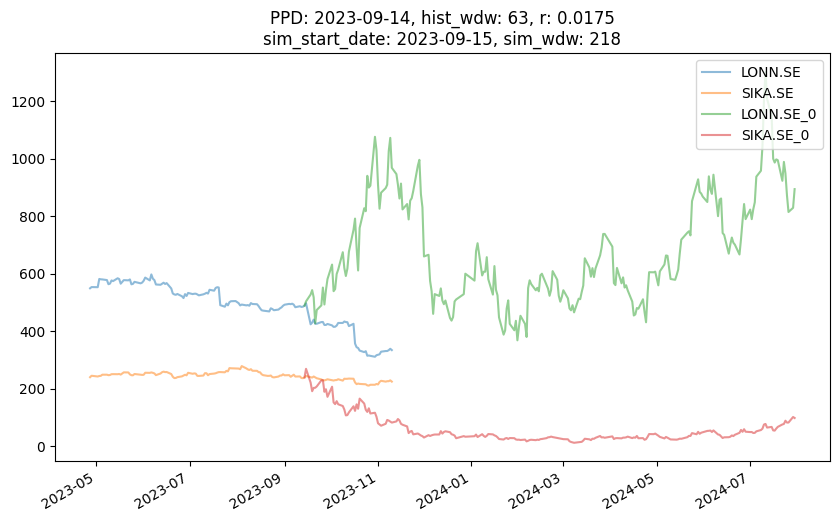 PPD: 2023-09-14, hist_wdw: 63, r: 0.0175
sim_start_date: 2023-09-15, sim_wdw: 218
LONN.SE
SIKA.SE
LONN.SE_0
SIKA.SE_0
1200
1000
800
600
400
200
0
2023-05
2023-07
2023-09
2023-11
2024-01
2024-03
2024-05
2024-07